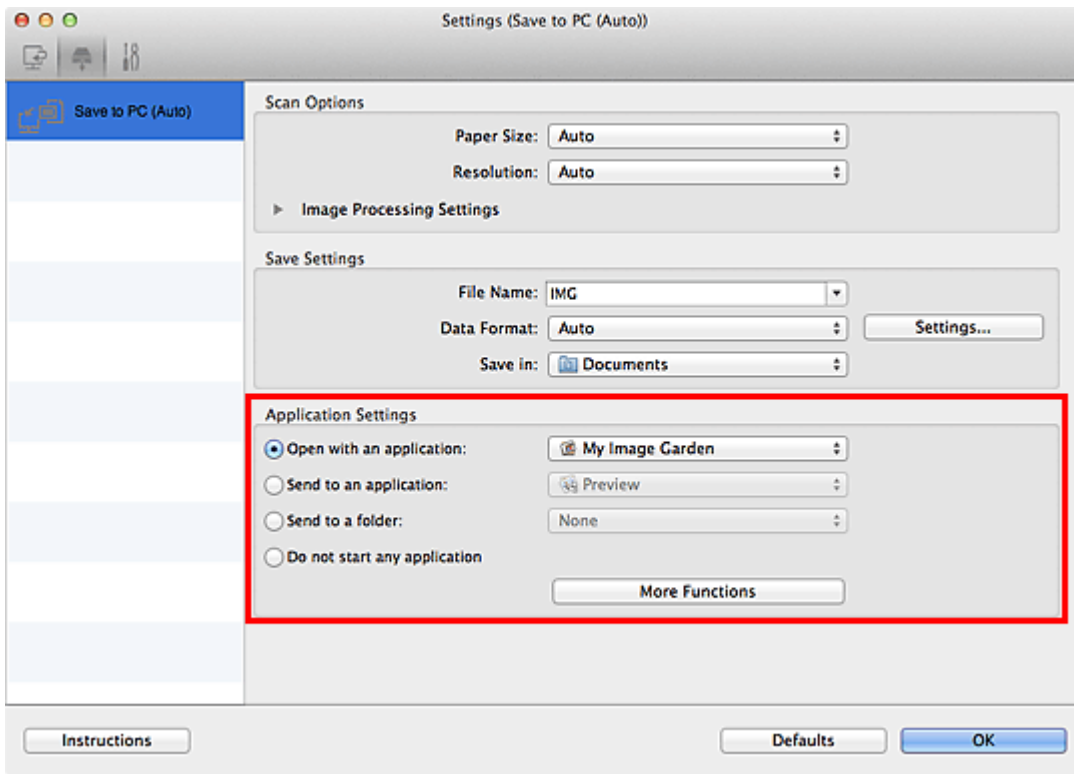 Settings (Save to PC (Auto))
Save to PC (Auto)
Scan Options
Paper Size: Auto
Resolution: Auto
Image Processing Settings
Save Settings
File Name: IMG
Data Format: Auto Settings...
Save in: Documents
Application Settings
Open with an application: My Image Garden
Send to an application: Preview
Send to a folder: None
Do not start any application
More Functions
Instructions Defaults OK